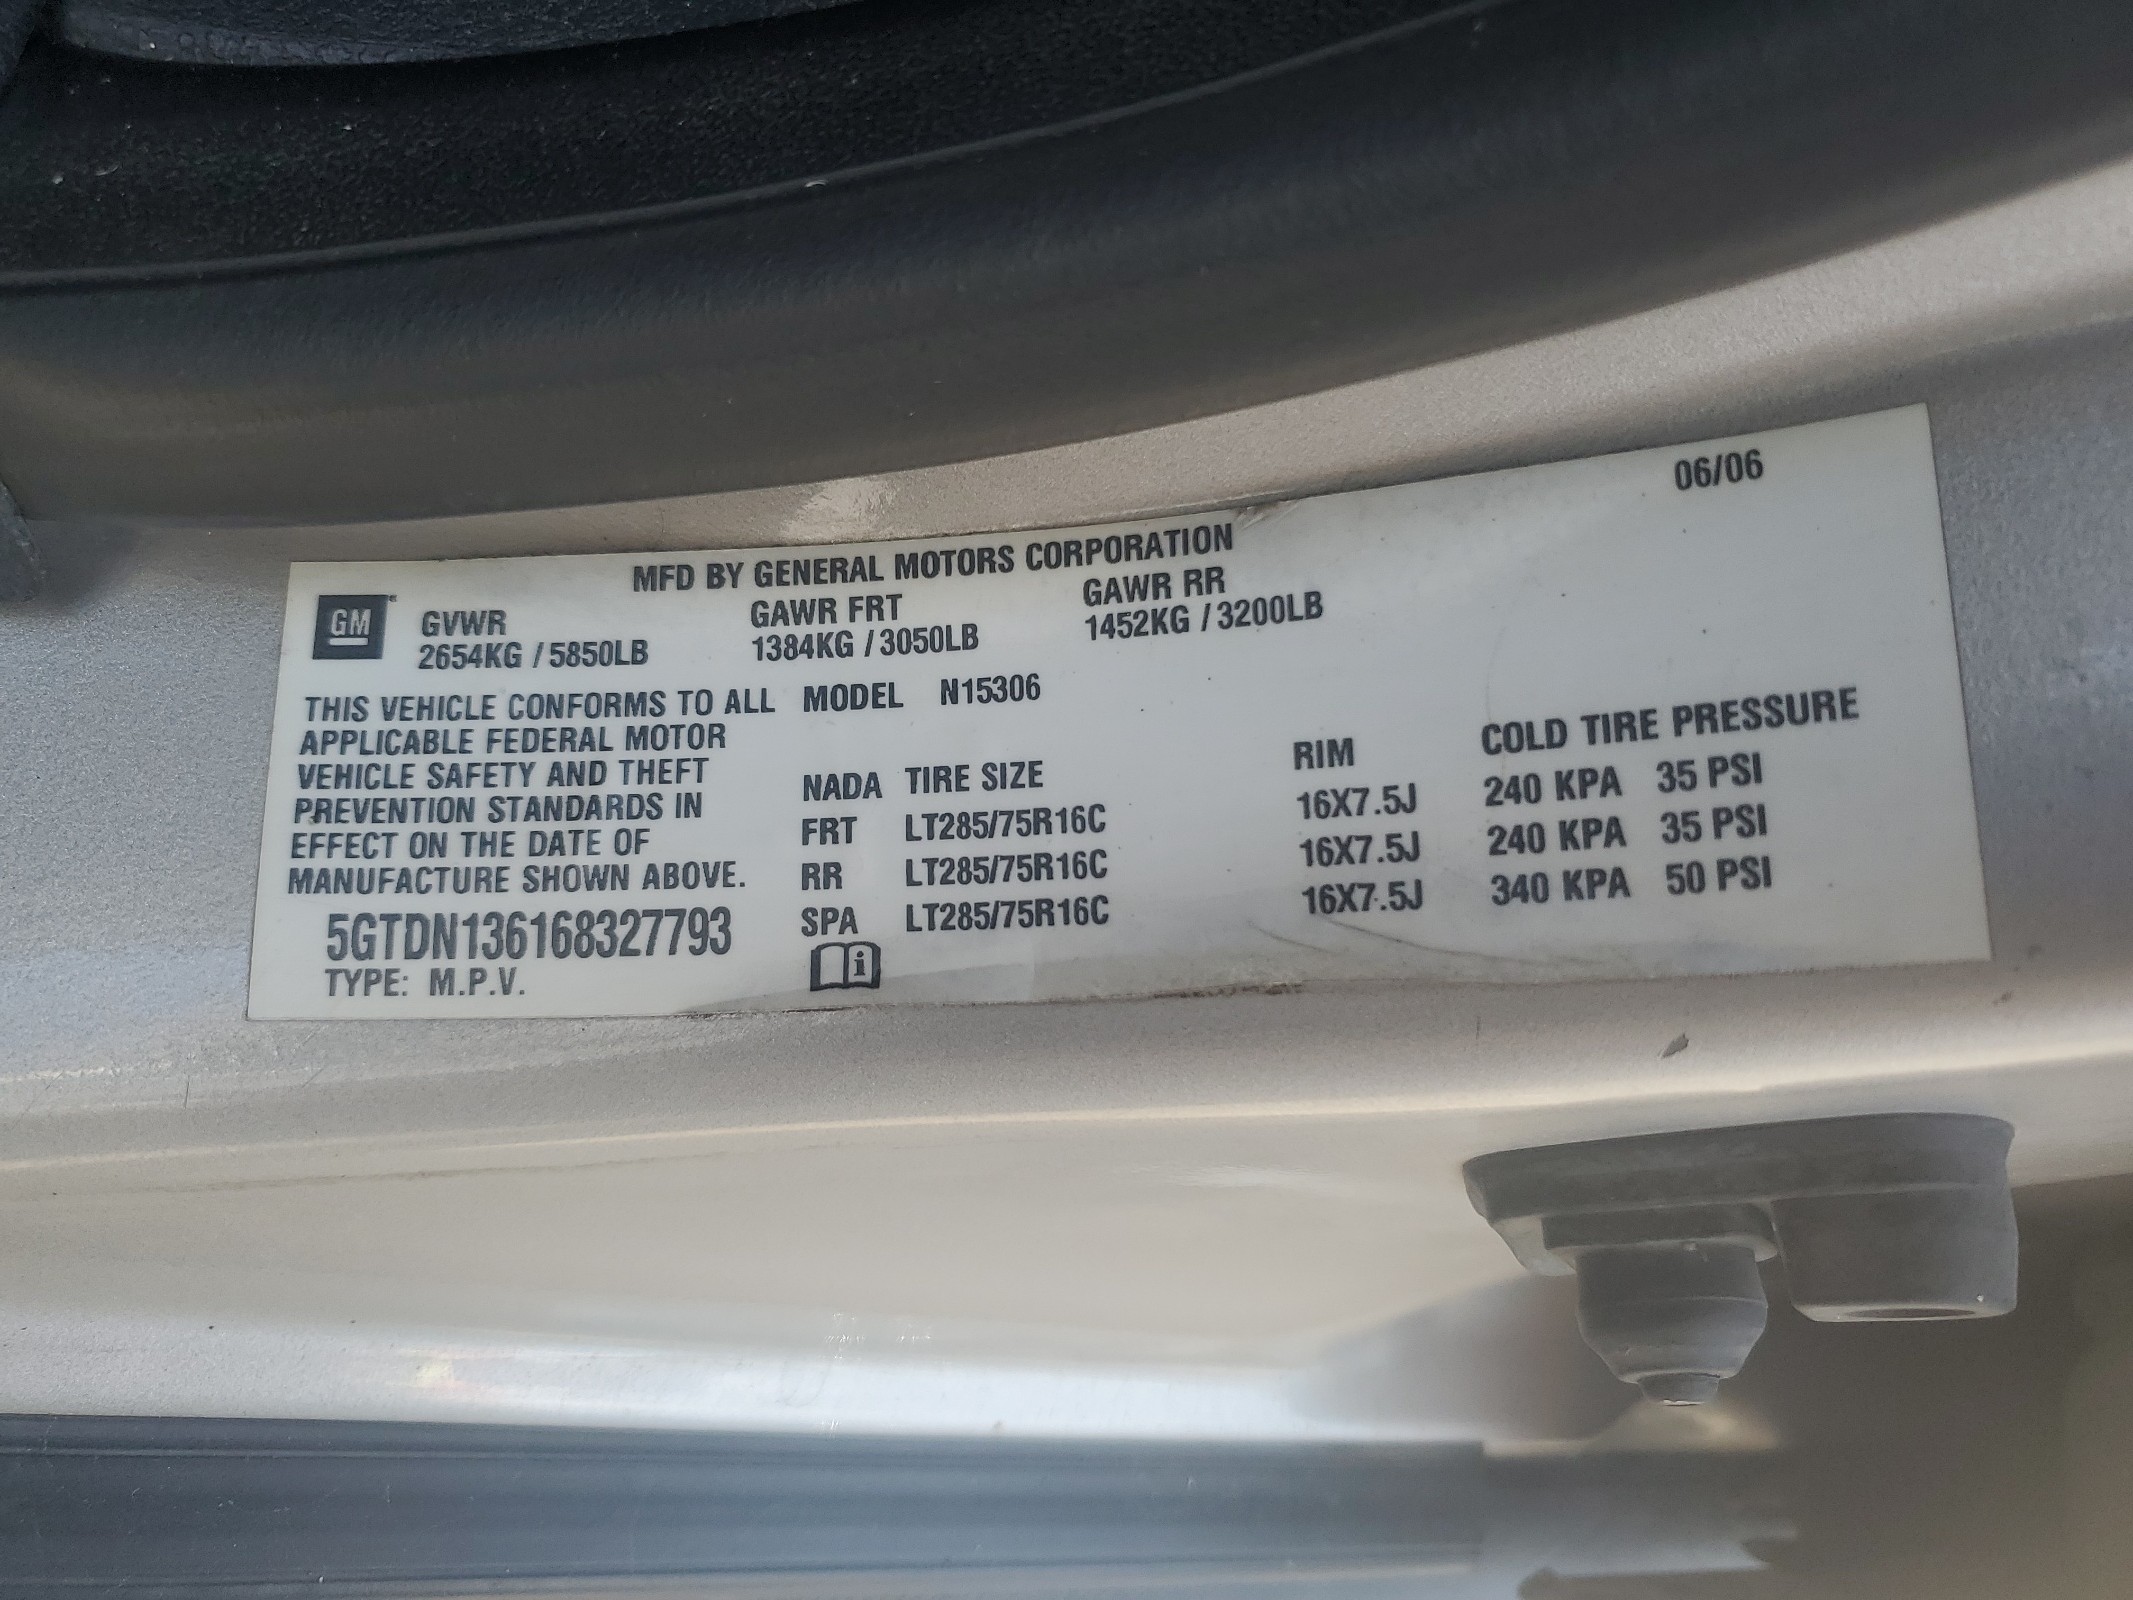 06/06
MFD BY GENERAL MOTORS CORPORATION
GM GVWR GAWR FRT GAWR RR
2654KG / 5850LB 1384KG / 3050LB 1452KG / 3200LB
THIS VEHICLE CONFORMS TO ALL MODEL N15306
APPLICABLE FEDERAL MOTOR
VEHICLE SAFETY AND THEFT
PREVENTION STANDARDS IN
EFFECT ON THE DATE OF
MANUFACTURE SHOWN ABOVE.
5GTDN136168327793
TYPE: M.P.V.
NADA TIRE SIZE RIM COLD TIRE PRESSURE
FRT LT285/75R16C 16X7.5J 240 KPA 35 PSI
RR LT285/75R16C 16X7.5J 240 KPA 35 PSI
SPA LT285/75R16C 16X7.5J 340 KPA 50 PSI
i